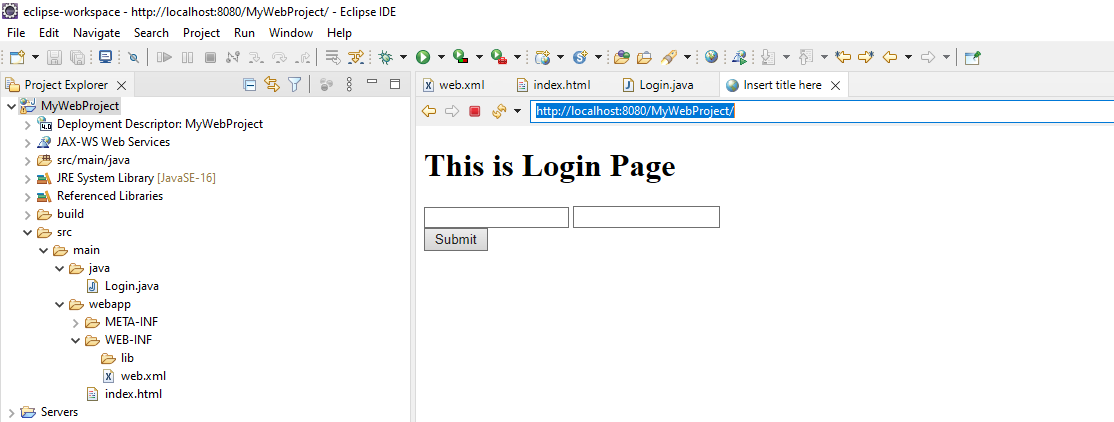 eclipse-workspace - http://localhost:8080/MyWebProject/ - Eclipse IDE
File Edit Navigate Search Project Run Window Help
Project Explorer
MyWebProject
4.0 Deployment Descriptor: MyWebProject
JAX-WS Web Services
src/main/java
JRE System Library [JavaSE-16]
Referenced Libraries
build
src
main
java
Login.java
webapp
META-INF
WEB-INF
lib
web.xml
index.html
Servers
web.xml index.html Login.java Insert title here
http://localhost:8080/MyWebProject/
This is Login Page
Submit